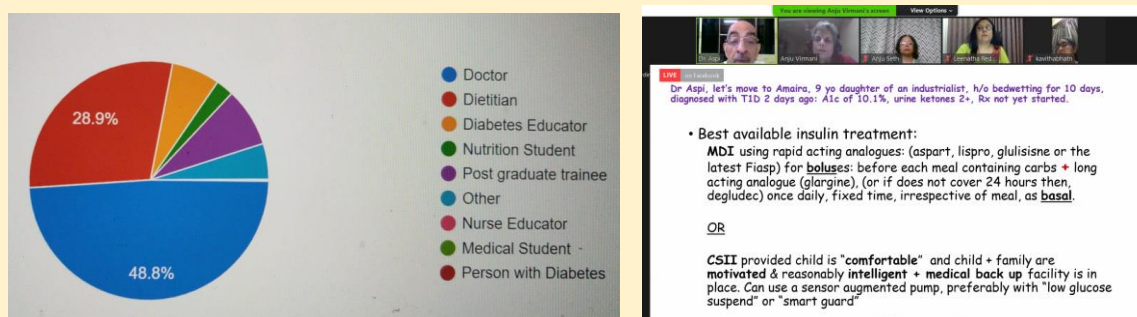 28.9%
48.8%
Doctor
Dietitian
Diabetes Educator
Nutrition Student
Post graduate trainee
Other
Nurse Educator
Medical Student
Person with Diabetes
You are viewing Anju Virmani's screen View Options
Dr Aspi
Anju Virmani
Anju Seth
Leenatha Red...
kavithabhatn
LIVE on Facebook
Dr Aspi, let's move to Amaira, 9 yo daughter of an industrialist, h/o bedwetting for 10 days,
diagnosed with T1D 2 days ago: A1c of 10.1%, urine ketones 2+, Rx not yet started.
• Best available insulin treatment:
MDI using rapid acting analogues: (aspart, lispro, glulisisne or the
latest Fiasp) for boluses: before each meal containing carbs + long
acting analogue (glargine), (or if does not cover 24 hours then,
degludec) once daily, fixed time, irrespective of meal, as basal.
OR
CSII provided child is "comfortable" and child + family are
motivated & reasonably intelligent + medical back up facility is in
place. Can use a sensor augmented pump, preferably with "low glucose
suspend" or "smart guard"